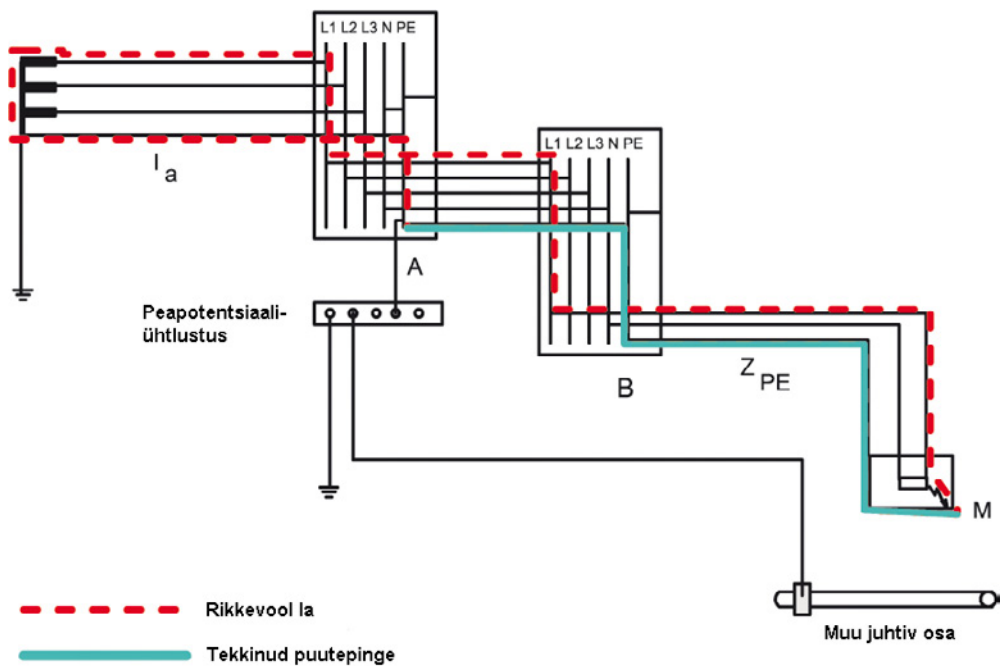 L1 L2 L3 N PE
I a
L1 L2 L3 N PE
A
Peapotentsiaali-
ühtlustus
B
Z PE
M
Rikkevool Ia
Muu juhtiv osa
Tekkinud puutepinge